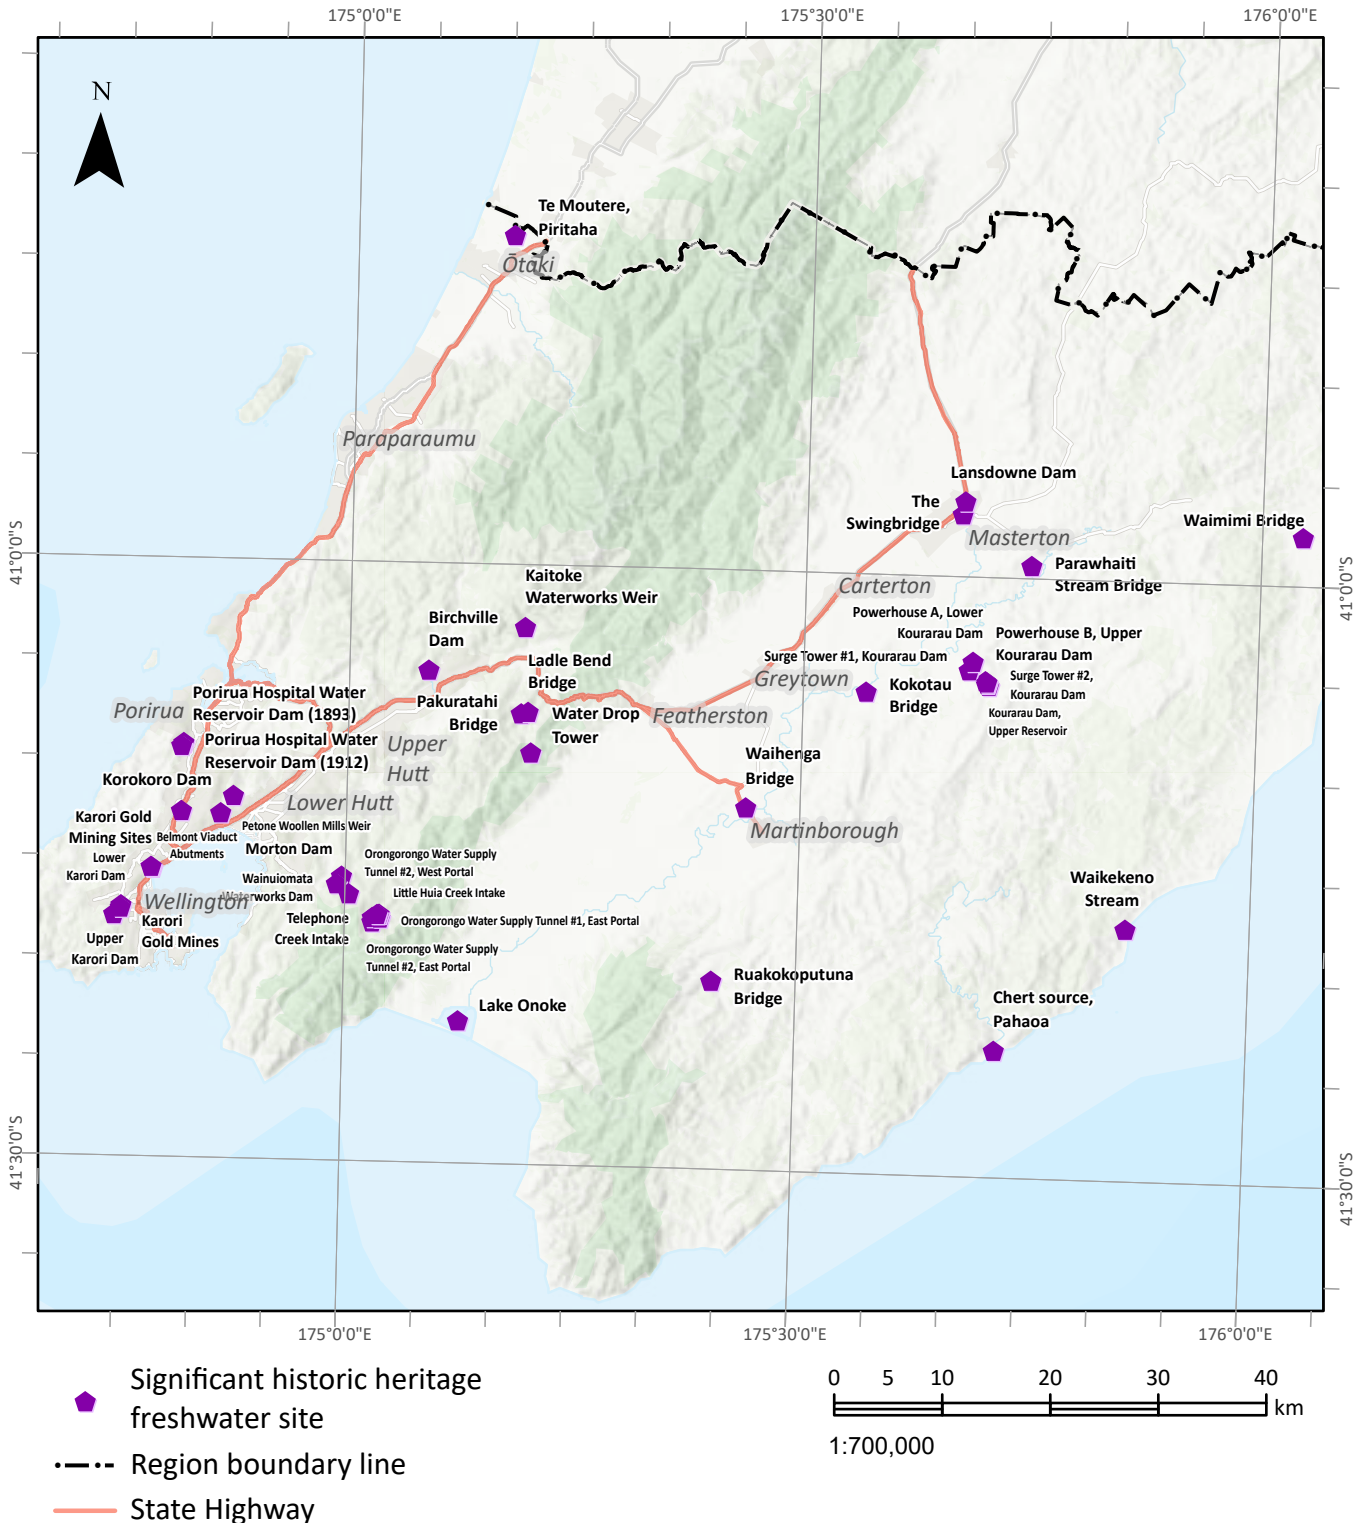 175°0'0"E
175°30'0"E
176°0'0"E
N
Te Moutere,
Piritaha
Ōtaki
Paraparaumu
Lansdowne Dam
The
Swingbridge
Waimimi Bridge
Masterton
41°0'0"S
Parawhaiti
Stream Bridge
41°0'0"S
Carterton
Kaitoke
Waterworks Weir
Birchville
Dam
Powerhouse A, Lower
Kourarau Dam
Powerhouse B, Upper
Kourarau Dam
Surge Tower #1, Kourarau Dam
Surge Tower #2,
Kourarau Dam
Kourarau Dam,
Upper Reservoir
Ladle Bend
Bridge
Greytown
Kokotau
Bridge
Porirua
Porirua Hospital Water
Reservoir Dam (1893)
Pakuratahi
Bridge
Water Drop
Tower
Featherston
Porirua Hospital Water
Reservoir Dam (1912)
Upper
Hutt
Waihenga
Bridge
Korokoro Dam
Lower Hutt
Karori Gold
Mining Sites
Belmont Viaduct
Abutments
Petone Woollen Mills Weir
Martinborough
Morton Dam
Lower
Karori Dam
Orongorongo Water Supply
Tunnel #2, West Portal
Wainuiomata
Waterworks Dam
Little Huia Creek Intake
Wellington
Waikekeno
Stream
Karori
Gold Mines
Telephone
Creek Intake
Orongorongo Water Supply Tunnel #1, East Portal
Upper
Karori Dam
Orongorongo Water Supply
Tunnel #2, East Portal
Ruakokoputuna
Bridge
Lake Onoke
Chert source,
Pahaoa
41°30'0"S
41°30'0"S
175°0'0"E
175°30'0"E
176°0'0"E
Significant historic heritage
freshwater site
Region boundary line
State Highway
0 5 10 20 30 40
km
1:700,000